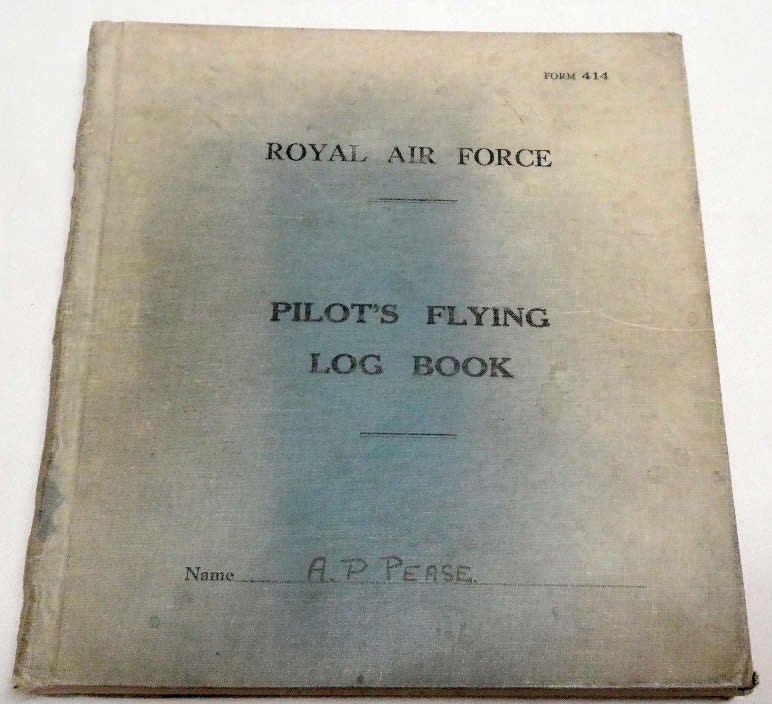 FORM 414
ROYAL AIR FORCE
PILOT'S FLYING
LOG BOOK
Name A. P PEASE.